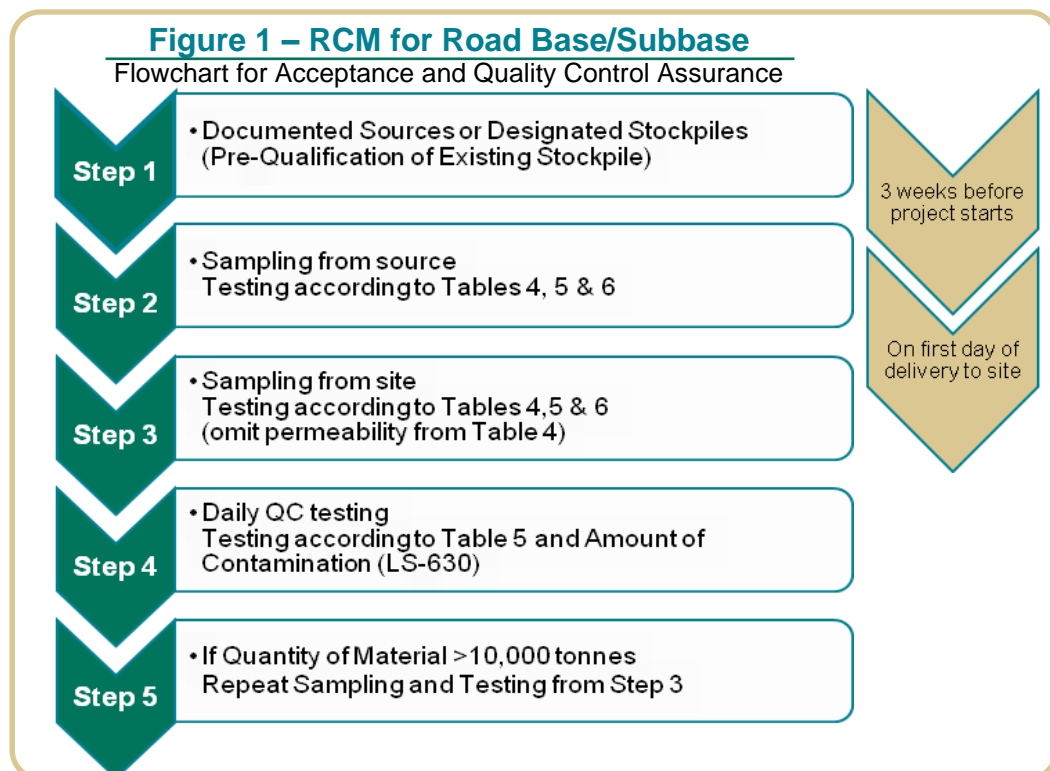 Figure 1 – RCM for Road Base/Subbase
Flowchart for Acceptance and Quality Control Assurance
Step 1
• Documented Sources or Designated Stockpiles
(Pre-Qualification of Existing Stockpile)
Step 2
• Sampling from source
Testing according to Tables 4, 5 & 6
Step 3
• Sampling from site
Testing according to Tables 4,5 & 6
(omit permeability from Table 4)
Step 4
• Daily QC testing
Testing according to Table 5 and Amount of
Contamination (LS-630)
Step 5
• If Quantity of Material >10,000 tonnes
Repeat Sampling and Testing from Step 3
3 weeks before
project starts
On first day of
delivery to site